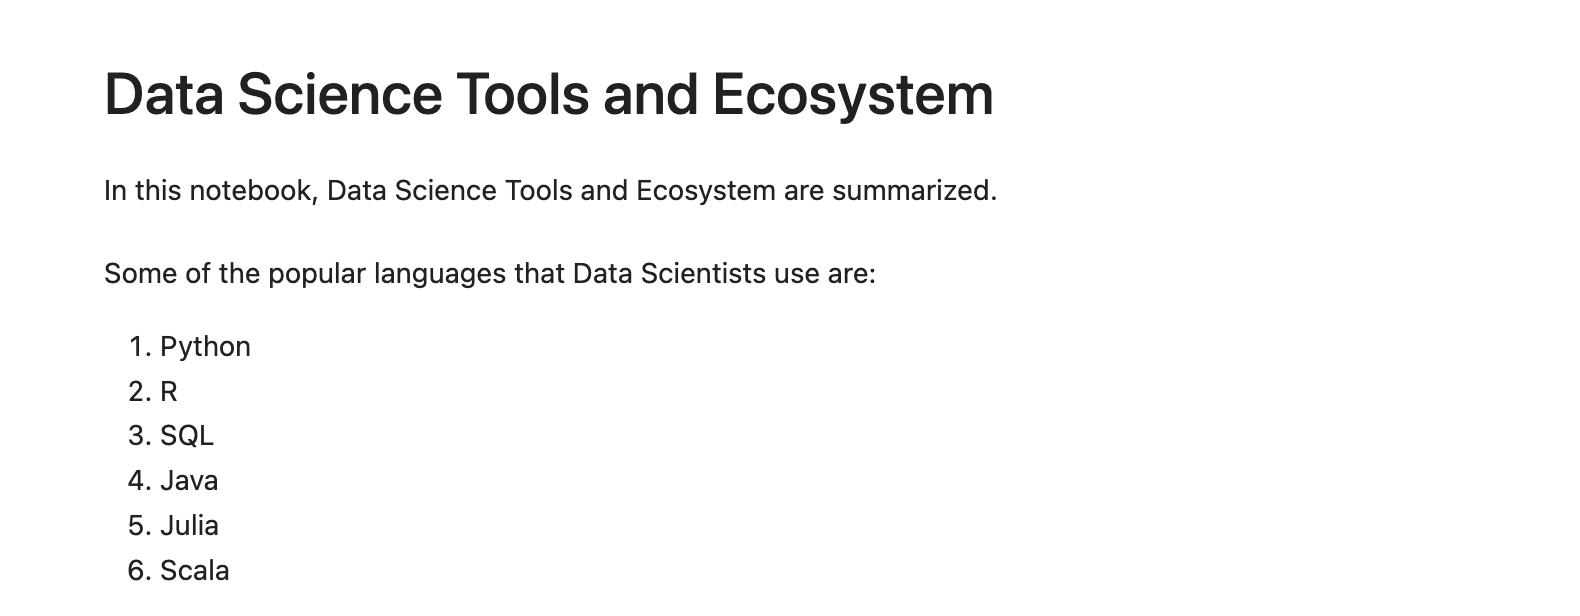 Data Science Tools and Ecosystem
In this notebook, Data Science Tools and Ecosystem are summarized.
Some of the popular languages that Data Scientists use are:
1. Python
2. R
3. SQL
4. Java
5. Julia
6. Scala